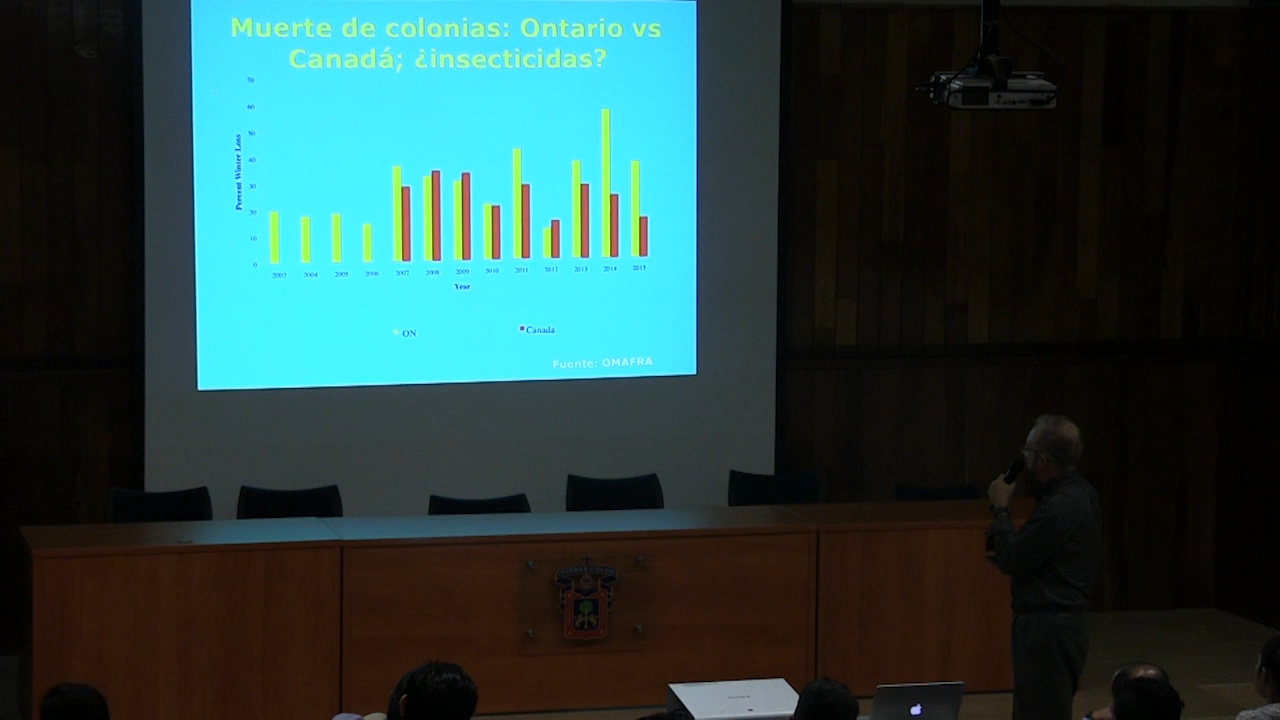 Muerte de colonias: Ontario vs
Canadá; ¿insecticidas?
70
60
50
40
30
20
10
0
Percent Winter Loss
2003 2004 2005 2006 2007 2008 2009 2010 2011 2012 2013 2014 2015
Year
ON Canada
Fuente: OMAFRA